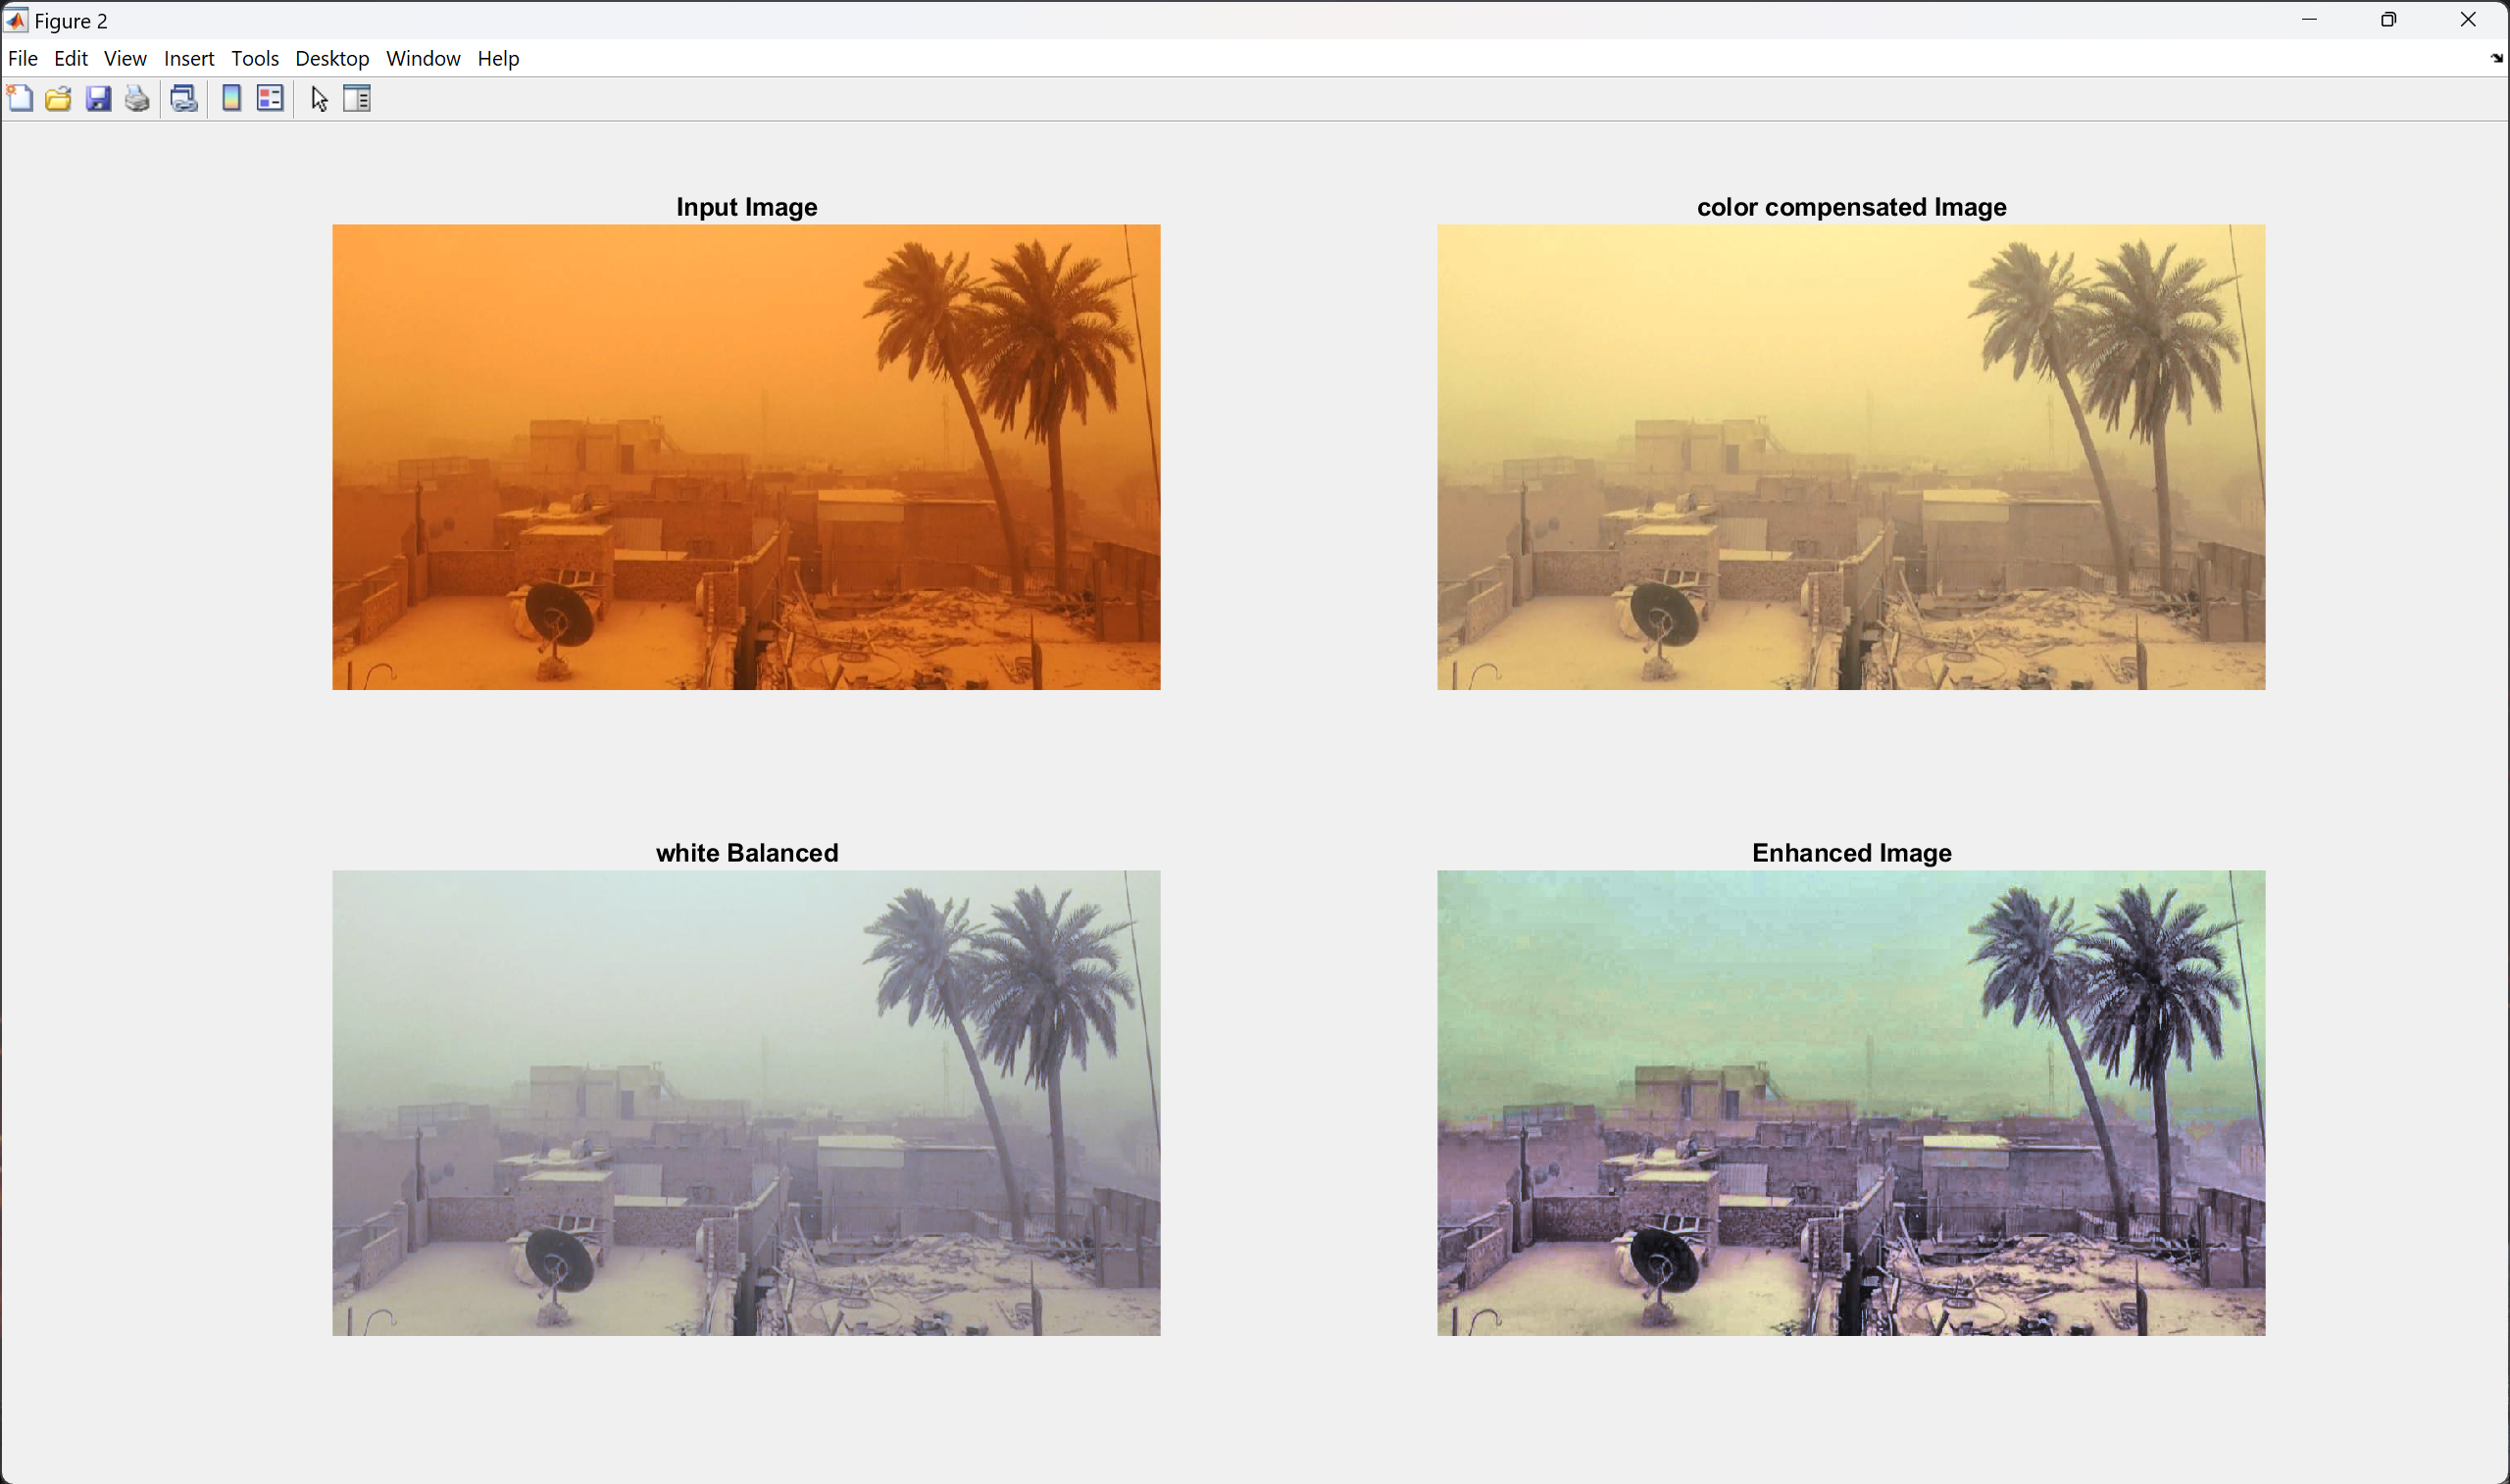 Figure 2
File Edit View Insert Tools Desktop Window Help
Input Image
color compensated Image
white Balanced
Enhanced Image